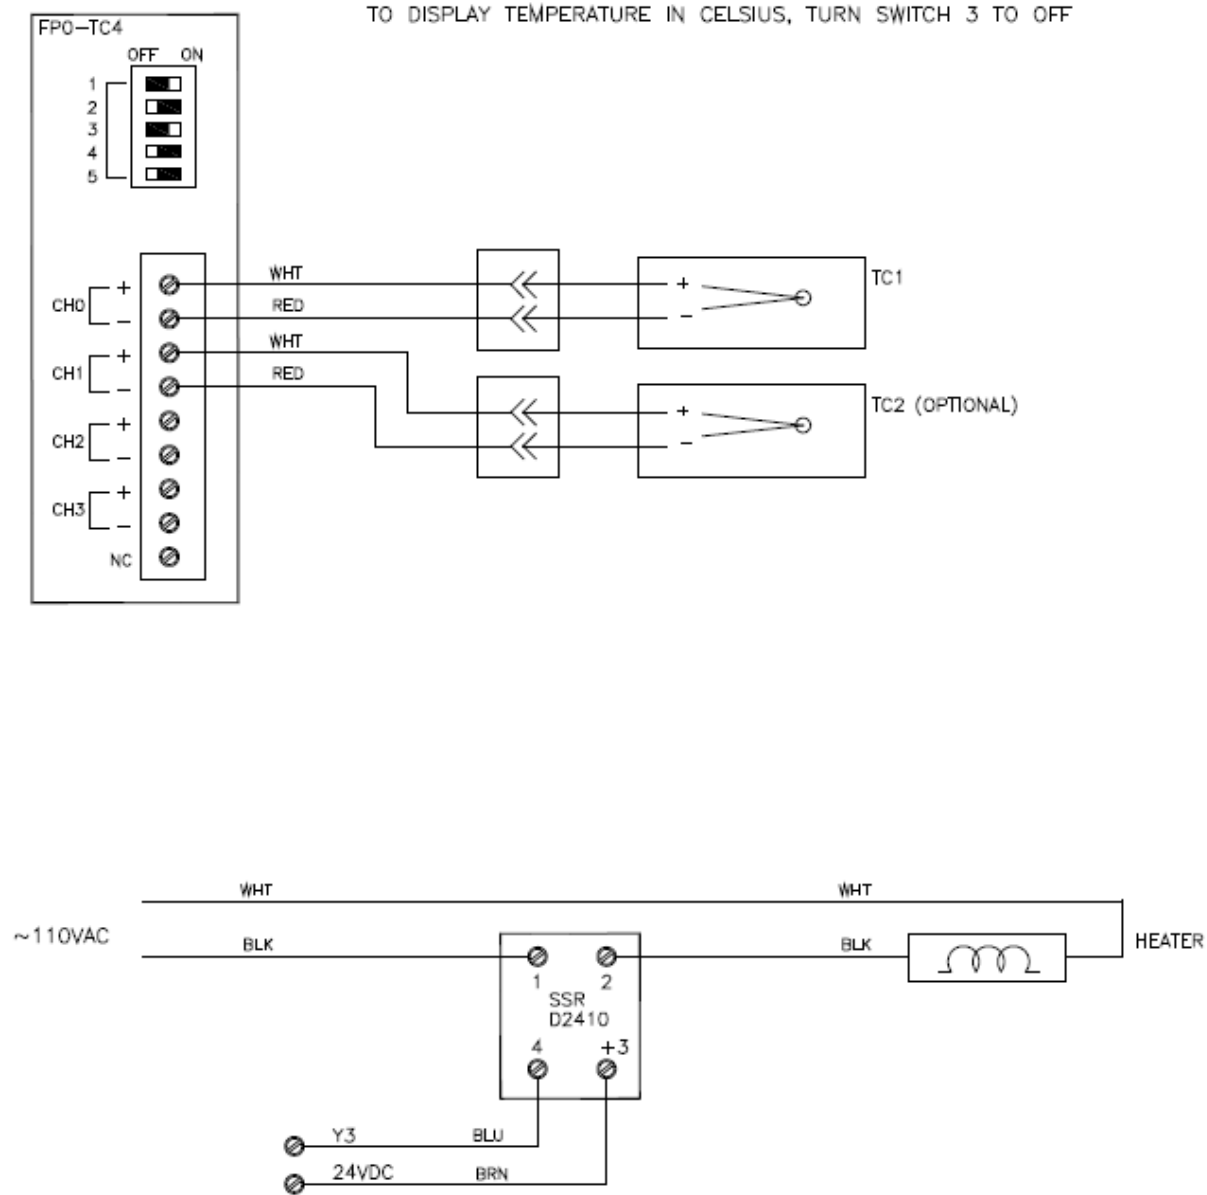 TO DISPLAY TEMPERATURE IN CELSIUS, TURN SWITCH 3 TO OFF
FP0-TC4
OFF ON
1
2
3
4
5
WHT
CH0 + -
RED
WHT
CH1 + -
RED
CH2 + -
CH3 + -
NC
+ - TC1
+ - TC2 (OPTIONAL)
WHT WHT
~110VAC
BLK BLK
HEATER
1 2
SSR
D2410
4 +3
Y3 BLU
24VDC BRN